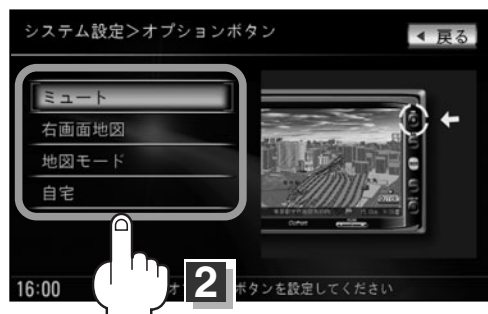 システム設定>オプションボタン
◀ 戻る
ミュート
右画面地図
地図モード
自宅
16:00
2
オ
ボタンを設定してください